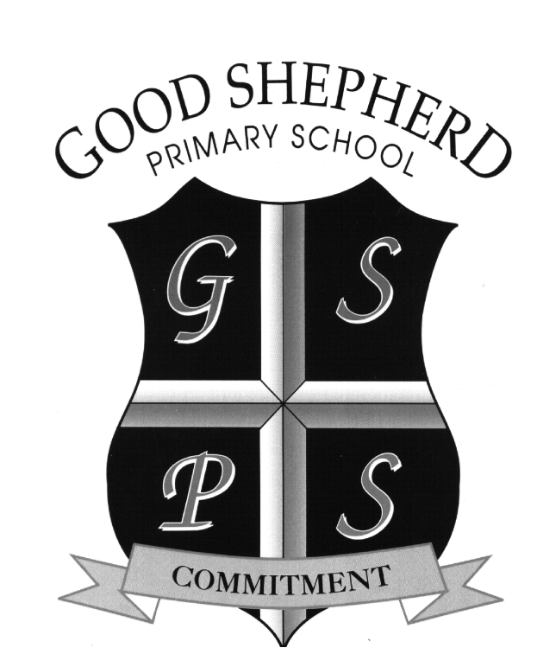 GOOD SHEPHERD
PRIMARY SCHOOL
G S
P S
COMMITMENT